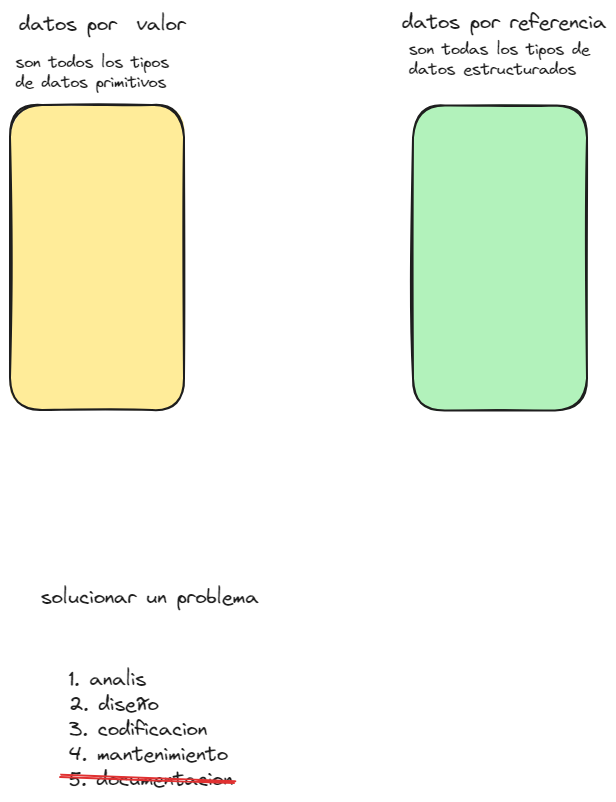 datos por valor
son todos los tipos
de datos primitivos
datos por referencia
son todas los tipos de
datos estructurados
solucionar un problema
1. analis
2. diseño
3. codificacion
4. mantenimiento
5. documentacion